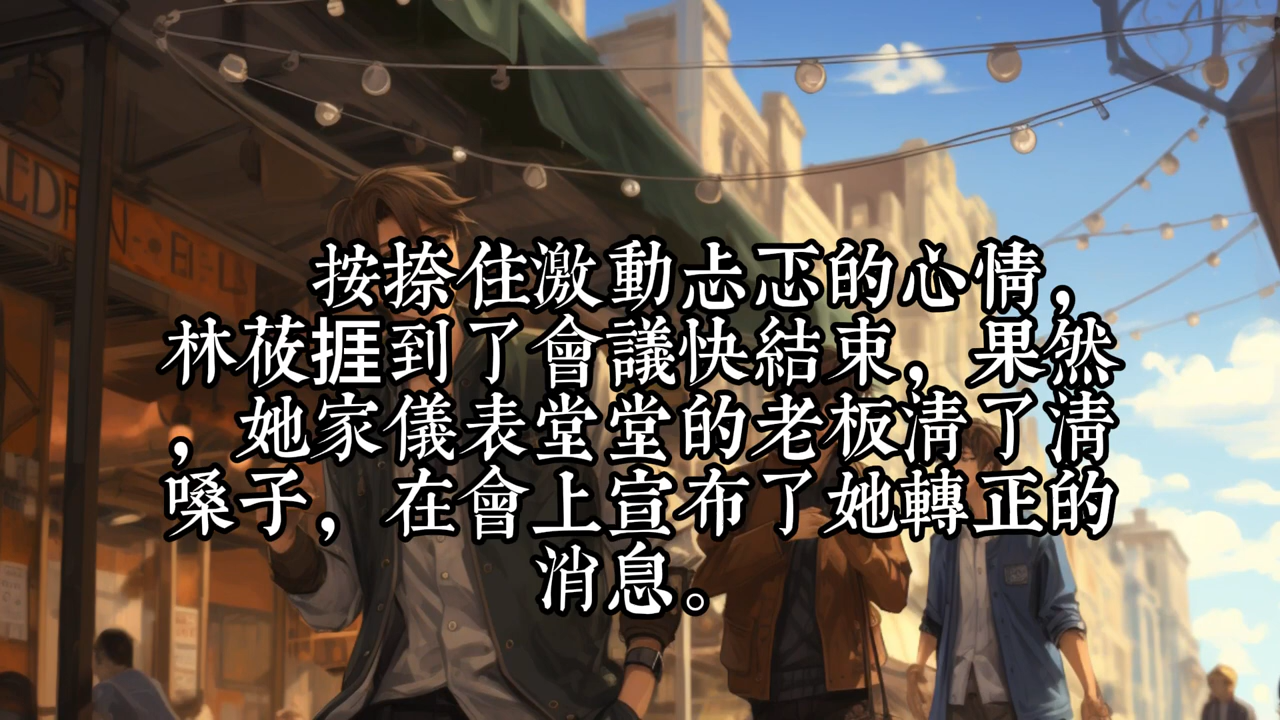 按捺住激動忐忑的心情，
林莜捱到了會議快結束，果然
，她家儀表堂堂的老板清了清
嗓子，在會上宣布了她轉正的
消息。